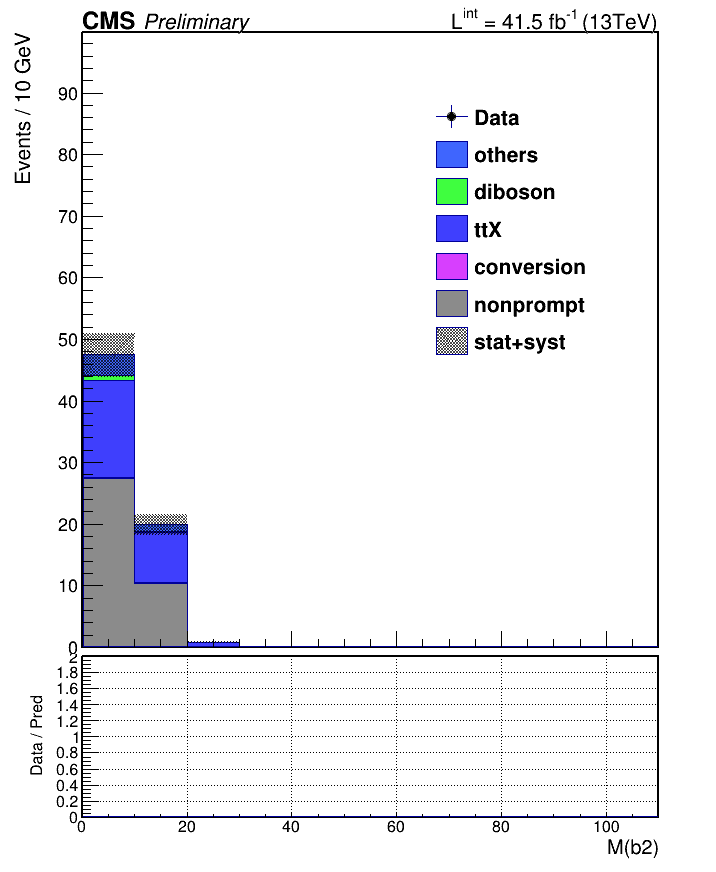 CMS Preliminary
L^int = 41.5 fb^-1 (13TeV)
Events / 10 GeV
90
80
70
60
50
40
30
20
10
0
Data
others
diboson
ttX
conversion
nonprompt
stat+syst
Data / Pred
2
1.8
1.6
1.4
1.2
1
0.8
0.6
0.4
0.2
0
0 20 40 60 80 100
M(b2)